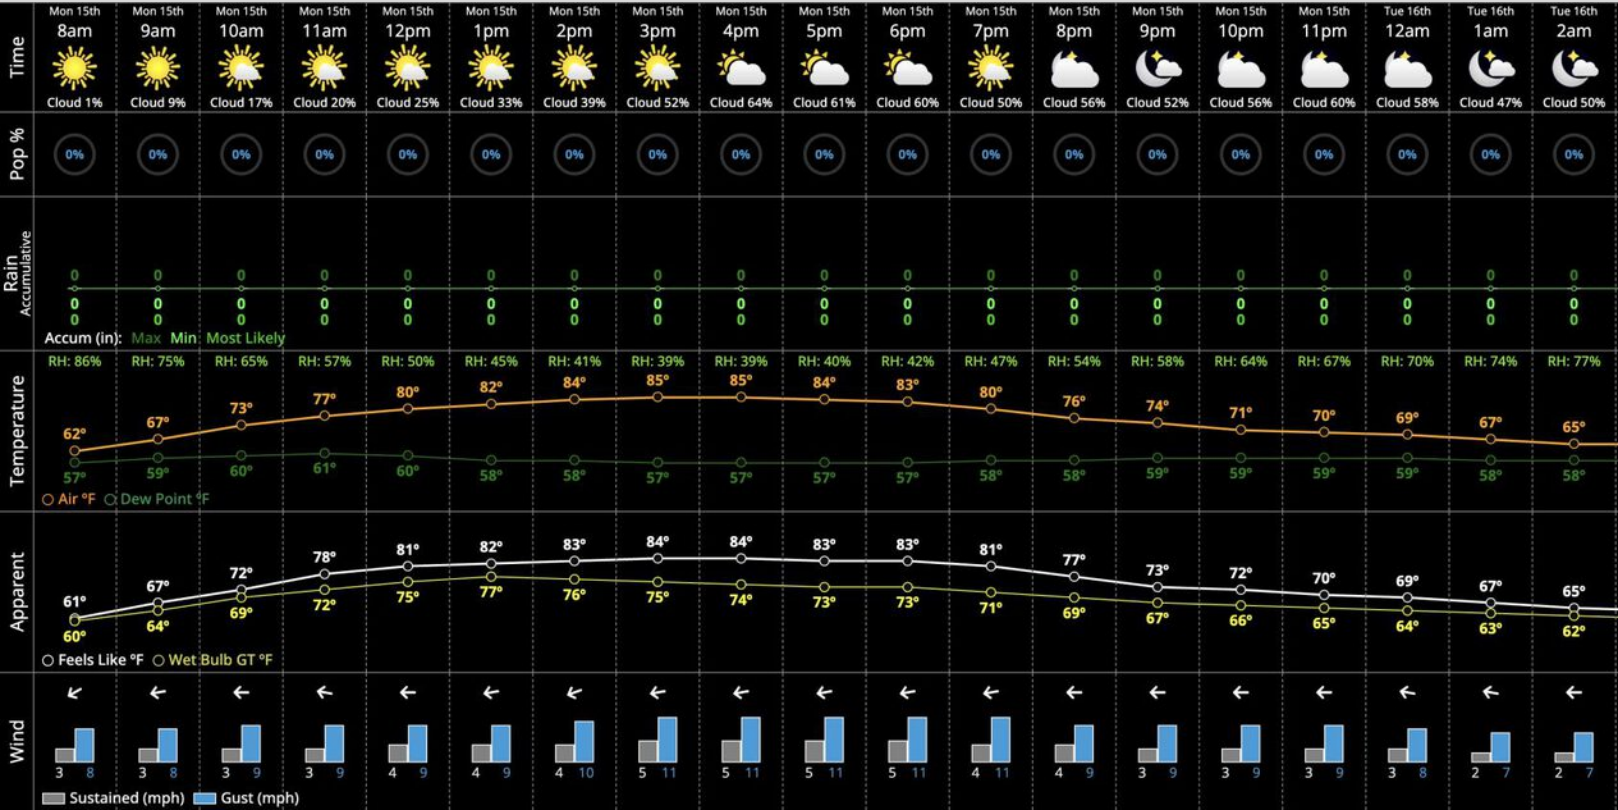 Mon 15th Mon 15th Mon 15th Mon 15th Mon 15th Mon 15th Mon 15th Mon 15th Mon 15th Mon 15th Mon 15th Mon 15th Mon 15th Mon 15th Mon 15th Mon 15th Tue 16th Tue 16th Tue 16th
Time
8am 9am 10am 11am 12pm 1pm 2pm 3pm 4pm 5pm 6pm 7pm 8pm 9pm 10pm 11pm 12am 1am 2am
Cloud 1% Cloud 9% Cloud 17% Cloud 20% Cloud 25% Cloud 33% Cloud 39% Cloud 52% Cloud 64% Cloud 61% Cloud 60% Cloud 50% Cloud 56% Cloud 52% Cloud 56% Cloud 60% Cloud 58% Cloud 47% Cloud 50%
Pop %
0% 0% 0% 0% 0% 0% 0% 0% 0% 0% 0% 0% 0% 0% 0% 0% 0% 0% 0%
Rain
Accumulative
0 0 0 0 0 0 0 0 0 0 0 0 0 0 0 0 0 0 0
0 0 0 0 0 0 0 0 0 0 0 0 0 0 0 0 0 0 0
0 0 0 0 0 0 0 0 0 0 0 0 0 0 0 0 0 0 0
Accum (in): Max Min Most Likely
Temperature
RH: 86% RH: 75% RH: 65% RH: 57% RH: 50% RH: 45% RH: 41% RH: 39% RH: 39% RH: 40% RH: 42% RH: 47% RH: 54% RH: 58% RH: 64% RH: 67% RH: 70% RH: 74% RH: 77%
62° 67° 73° 77° 80° 82° 84° 85° 85° 84° 83° 80° 76° 74° 71° 70° 69° 67° 65°
57° 59° 60° 61° 60° 58° 58° 57° 57° 57° 57° 58° 58° 59° 59° 59° 59° 58° 58°
Air °F Dew Point °F
Apparent
61° 67° 72° 78° 81° 82° 83° 84° 84° 83° 83° 81° 77° 73° 72° 70° 69° 67° 65°
60° 64° 69° 72° 75° 77° 76° 75° 74° 73° 73° 71° 69° 67° 66° 65° 64° 63° 62°
Feels Like °F Wet Bulb GT °F
Wind
3 8 3 8 3 9 3 9 4 9 4 9 4 10 5 11 5 11 5 11 5 11 4 11 4 9 3 9 3 9 3 9 3 8 2 7 2 7
Sustained (mph) Gust (mph)